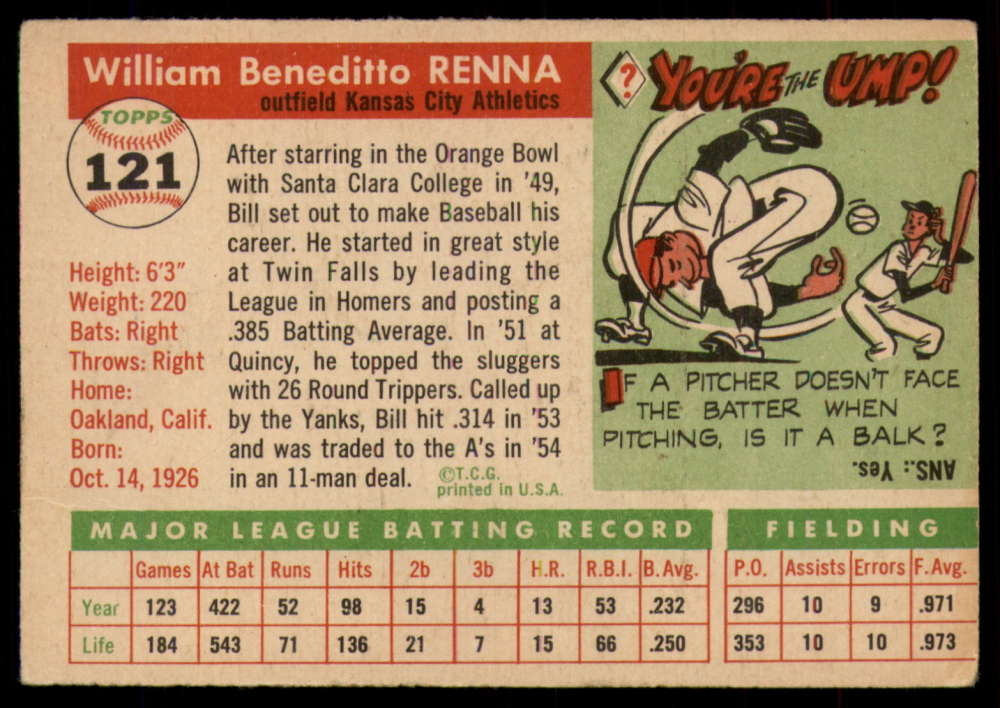 William Beneditto RENNA
outfield Kansas City Athletics
TOPPS
121
Height: 6'3"
Weight: 220
Bats: Right
Throws: Right
Home:
Oakland, Calif.
Born:
Oct. 14, 1926
After starring in the Orange Bowl
with Santa Clara College in '49,
Bill set out to make Baseball his
career. He started in great style
at Twin Falls by leading the
League in Homers and posting a
.385 Batting Average. In '51 at
Quincy, he topped the sluggers
with 26 Round Trippers. Called up
by the Yanks, Bill hit .314 in '53
and was traded to the A's in '54
in an 11-man deal.
©T.C.G.
printed in U.S.A.
? YOU'RE THE UMP!
IF A PITCHER DOESN'T FACE
THE BATTER WHEN
PITCHING, IS IT A BALK?
ANS.: Yes.
MAJOR LEAGUE BATTING RECORD FIELDING
Games At Bat Runs Hits 2b 3b H.R. R.B.I. B.Avg. P.O. Assists Errors F.Avg.
Year 123 422 52 98 15 4 13 53 .232 296 10 9 .971
Life 184 543 71 136 21 7 15 66 .250 353 10 10 .973